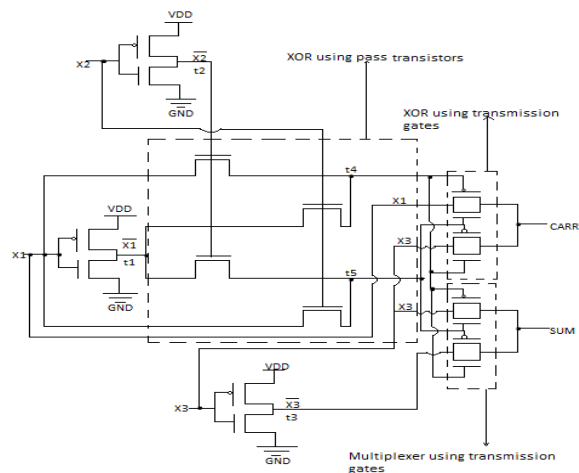 VDD
X2
X2
t2
GND
XOR using pass transistors
XOR using transmission
gates
t4
X1
CARR
VDD
X1
X1
t1
X3
GND
t5
X3
SUM
VDD
X3
X3
t3
GND
Multiplexer using transmission
gates